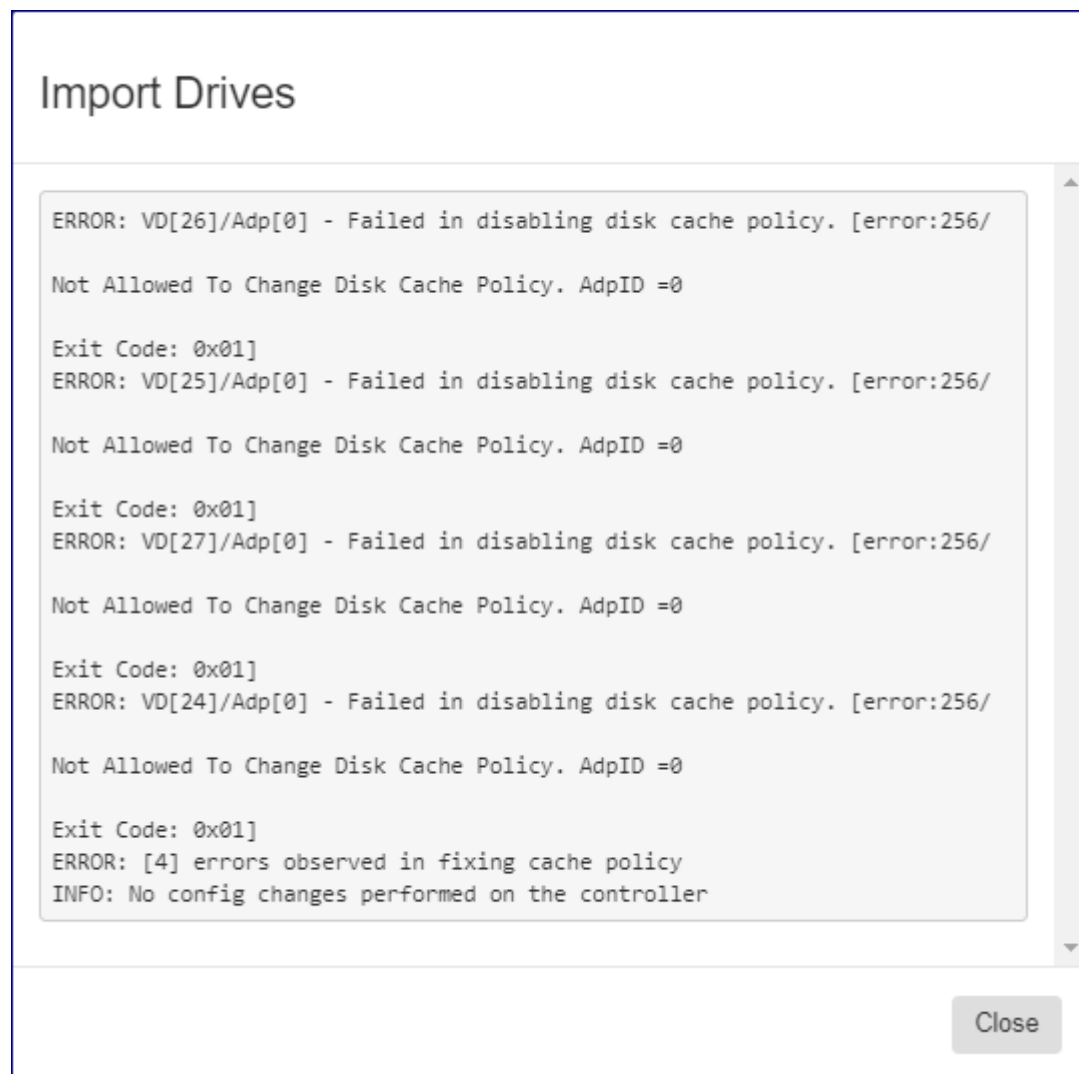 Import Drives
ERROR: VD[26]/Adp[0] - Failed in disabling disk cache policy. [error:256/
Not Allowed To Change Disk Cache Policy. AdpID =0
Exit Code: 0x01]
ERROR: VD[25]/Adp[0] - Failed in disabling disk cache policy. [error:256/
Not Allowed To Change Disk Cache Policy. AdpID =0
Exit Code: 0x01]
ERROR: VD[27]/Adp[0] - Failed in disabling disk cache policy. [error:256/
Not Allowed To Change Disk Cache Policy. AdpID =0
Exit Code: 0x01]
ERROR: VD[24]/Adp[0] - Failed in disabling disk cache policy. [error:256/
Not Allowed To Change Disk Cache Policy. AdpID =0
Exit Code: 0x01]
ERROR: [4] errors observed in fixing cache policy
INFO: No config changes performed on the controller
Close